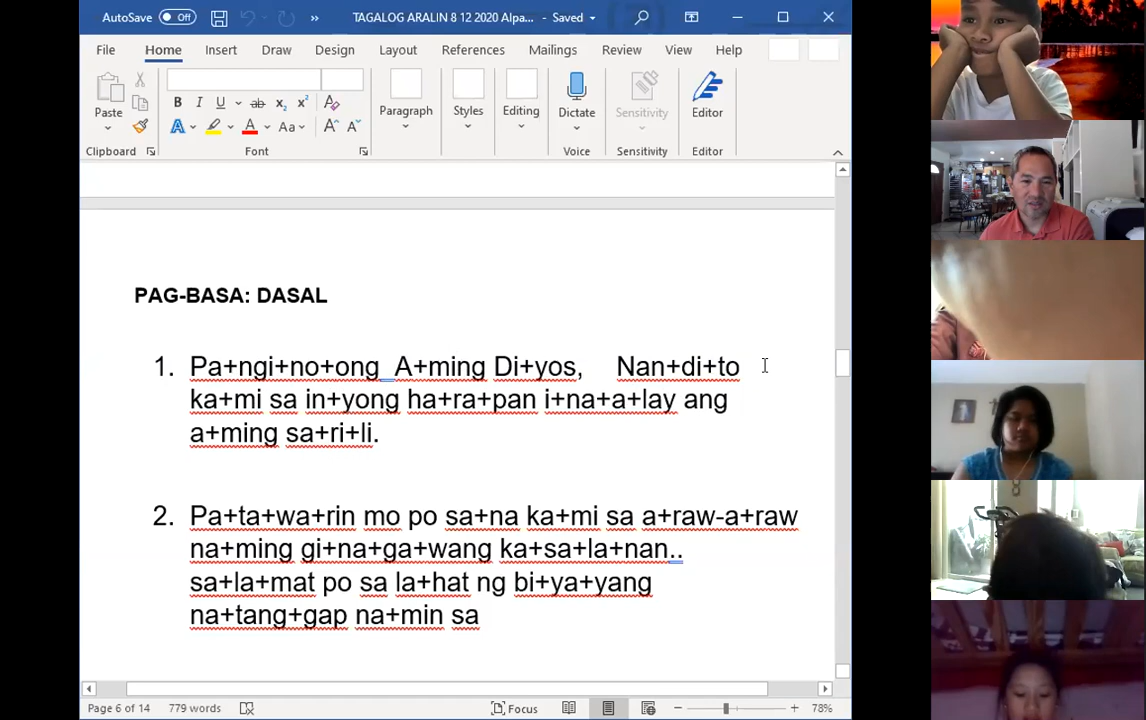 AutoSave Off TAGALOG ARALIN 8 12 2020 Alpa... - Saved
File Home Insert Draw Design Layout References Mailings Review View Help
Paste Paragraph Styles Editing Dictate Sensitivity Editor
Clipboard Font Voice Sensitivity Editor
PAG-BASA: DASAL
1. Pa+ngi+no+ong A+ming Di+yos, Nan+di+to
ka+mi sa in+yong ha+ra+pan i+na+a+lay ang
a+ming sa+ri+li.
2. Pa+ta+wa+rin mo po sa+na ka+mi sa a+raw-a+raw
na+ming gi+na+ga+wang ka+sa+la+nan..
sa+la+mat po sa la+hat ng bi+ya+yang
na+tang+gap na+min sa
Page 6 of 14 779 words Focus 78%